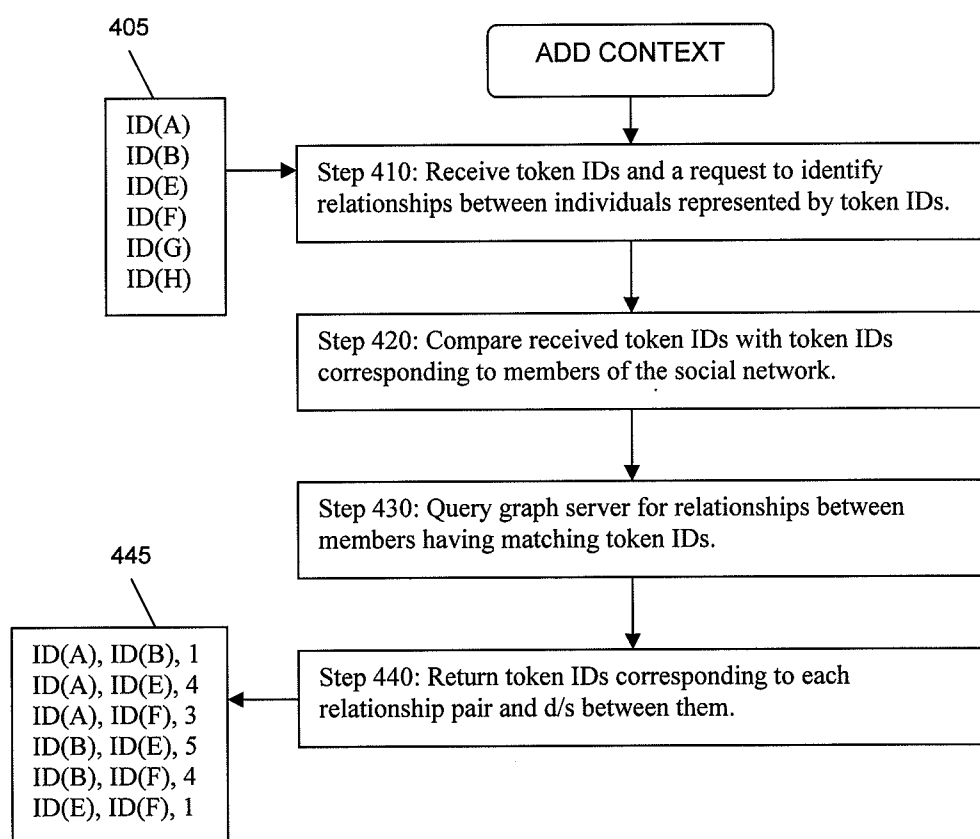 405
ADD CONTEXT
ID(A)
ID(B)
ID(E)
ID(F)
ID(G)
ID(H)
Step 410: Receive token IDs and a request to identify
relationships between individuals represented by token IDs.
Step 420: Compare received token IDs with token IDs
corresponding to members of the social network.
Step 430: Query graph server for relationships between
members having matching token IDs.
445
ID(A), ID(B), 1
ID(A), ID(E), 4
ID(A), ID(F), 3
ID(B), ID(E), 5
ID(B), ID(F), 4
ID(E), ID(F), 1
Step 440: Return token IDs corresponding to each
relationship pair and d/s between them.